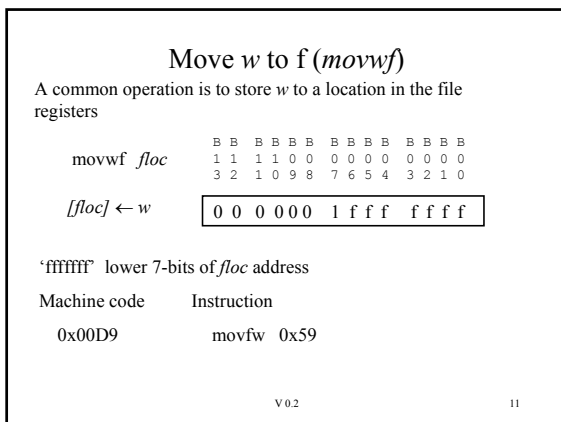 Move w to f (movwf)
A common operation is to store w to a location in the file
registers
B B B B B B B B B B B B B B
movwf floc 1 1 1 1 0 0 0 0 0 0 0 0 0 0
3 2 1 0 9 8 7 6 5 4 3 2 1 0
[floc] ← w 0 0 0 0 0 0 1 f f f f f f f
‘fffffff’ lower 7-bits of floc address
Machine code Instruction
0x00D9 movfw 0x59
V 0.2 11